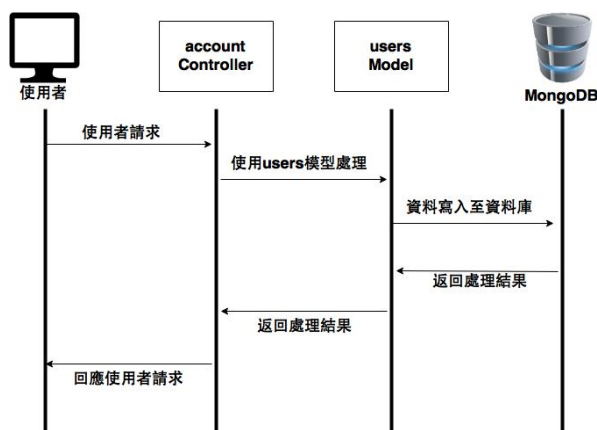 account
Controller
users
Model
使用者
MongoDB
使用者請求
使用users模型處理
資料寫入至資料庫
返回處理結果
返回處理結果
回應使用者請求